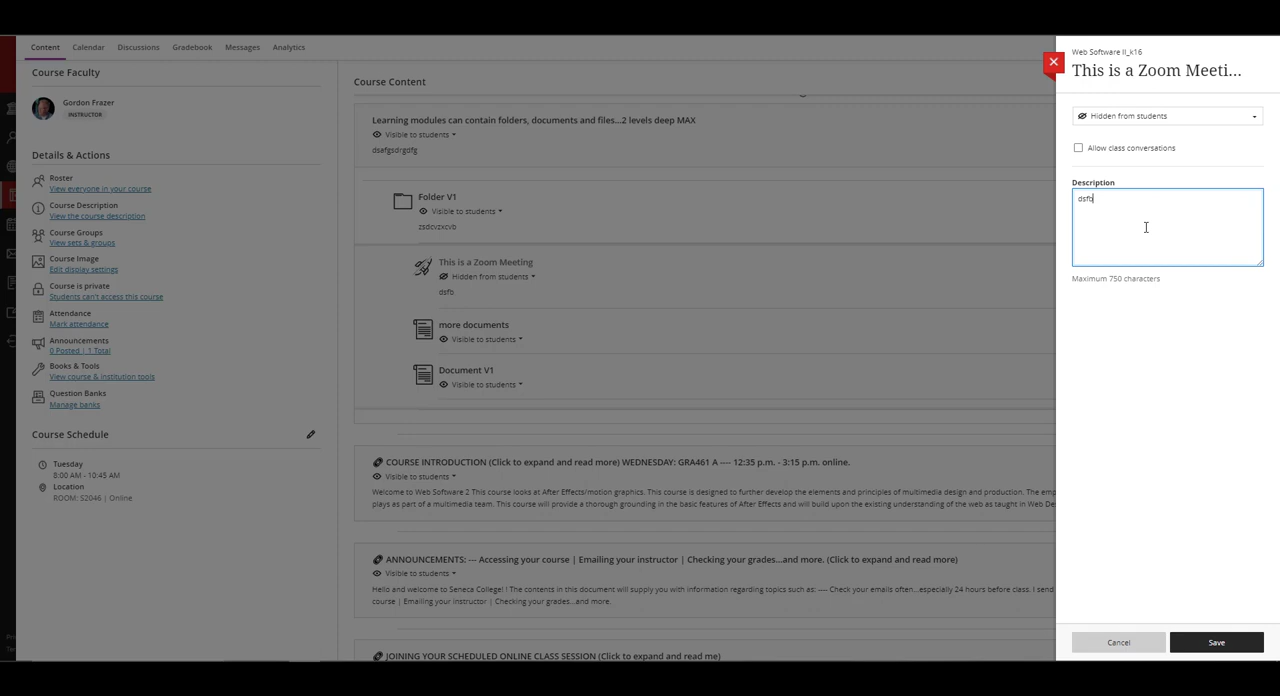 Content Calendar Discussions Gradebook Messages Analytics
Course Faculty
Gordon Frazer
INSTRUCTOR
Details & Actions
Roster
View everyone in your course
Course Description
View the course description
Course Groups
View sets & groups
Course Image
Edit display settings
Course is private
Students can't access this course
Attendance
Mark attendance
Announcements
0 Posted | 1 Total
Books & Tools
View course & institution tools
Question Banks
Manage banks
Course Schedule
Tuesday
8:00 AM - 10:45 AM
Location
ROOM: S2046 | Online
Course Content
Learning modules can contain folders, documents and files...2 levels deep MAX
Visible to students
dsafgsdrgdfg
Folder V1
Visible to students
zsdcvzxcvb
This is a Zoom Meeting
Hidden from students
dsfb
more documents
Visible to students
Document V1
Visible to students
COURSE INTRODUCTION (Click to expand and read more) WEDNESDAY: GRA461 A ---- 12:35 p.m. - 3:15 p.m. online.
Visible to students
Welcome to Web Software 2 This course looks at After Effects/motion graphics. This course is designed to further develop the elements and principles of multimedia design and production. The emp
plays as part of a multimedia team. This course will provide a thorough grounding in the basic features of After Effects and will build upon the existing understanding of the web as taught in Web De
ANNOUNCEMENTS: --- Accessing your course | Emailing your instructor | Checking your grades...and more. (Click to expand and read more)
Visible to students
Hello and welcome to Seneca College! ! The contents in this document will supply you with information regarding topics such as: ---- Check your emails often...especially 24 hours before class. I send
course | Emailing your instructor | Checking your grades...and more.
JOINING YOUR SCHEDULED ONLINE CLASS SESSION (Click to expand and read me)
Web Software II_k16
This is a Zoom Meeti...
Hidden from students
Allow class conversations
Description
dsfb
Maximum 750 characters
Cancel Save